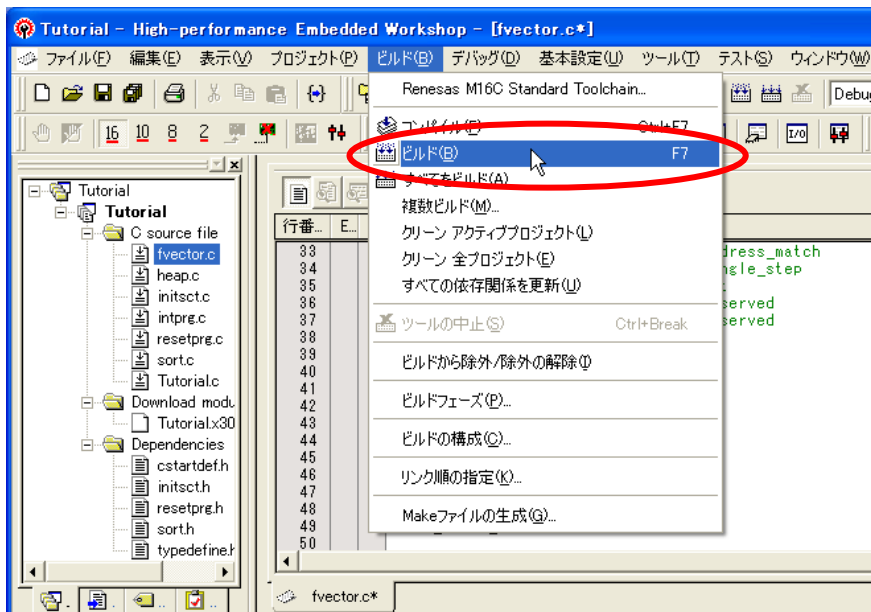 Tutorial - High-performance Embedded Workshop - [fvector.c*]
ファイル(F) 編集(E) 表示(V) プロジェクト(P) ビルド(B) デバッグ(D) 基本設定(U) ツール(T) テスト(S) ウィンドウ(W)
Debu
16 10 8 2
Renesas M16C Standard Toolchain...
Ctrl+F7
ビルド(B) F7
すべてをビルド(A)
複数ビルド(M)...
クリーン アクティブプロジェクト(L)
クリーン 全プロジェクト(E)
すべての依存関係を更新(U)
ツールの中止(S) Ctrl+Break
ビルドから除外/除外の解除(I)
ビルドフェーズ(P)...
ビルドの構成(C)...
リンク順の指定(K)...
Makeファイルの生成(G)...
Tutorial
Tutorial
C source file
fvector.c
heap.c
initsct.c
intprg.c
resetprg.c
sort.c
Tutorial.c
Download modu
Tutorial.x30
Dependencies
cstartdef.h
initsct.h
resetprg.h
sort.h
typedefine.h
行番... E...
33 dress_match
34 ngle_step
35
36 served
37 served
38
39
40
41
42
43
44
45
46
47
48
49
50
fvector.c*